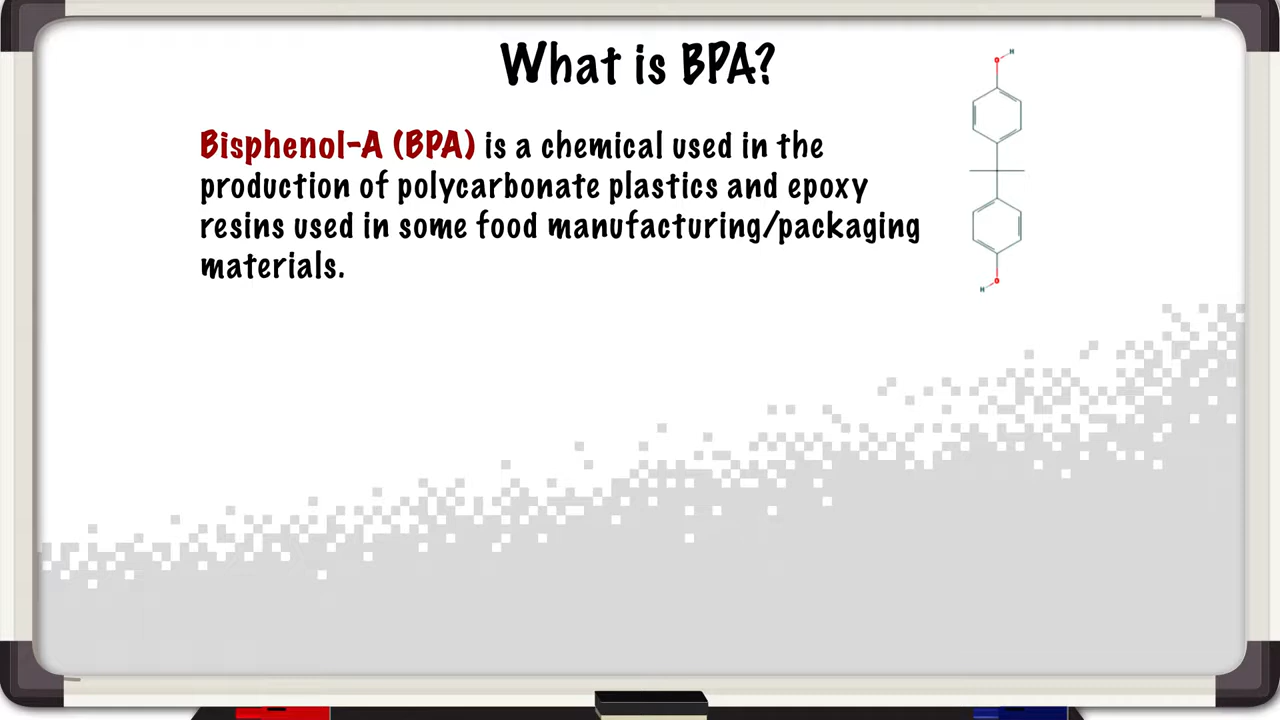 What is BPA?
Bisphenol-A (BPA) is a chemical used in the
production of polycarbonate plastics and epoxy
resins used in some food manufacturing/packaging
materials.
O H
H O